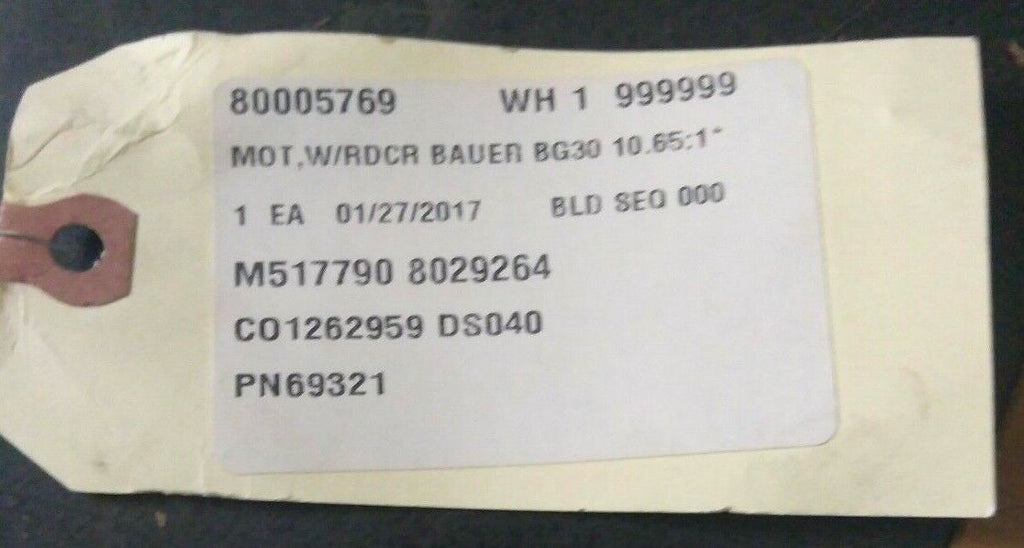 80005769 WH 1 999999
MOT,W/RDCR BAUER BG30 10.65:1"
1 EA 01/27/2017 BLD SEQ 000
M517790 8029264
CO1262959 DS040
PN69321